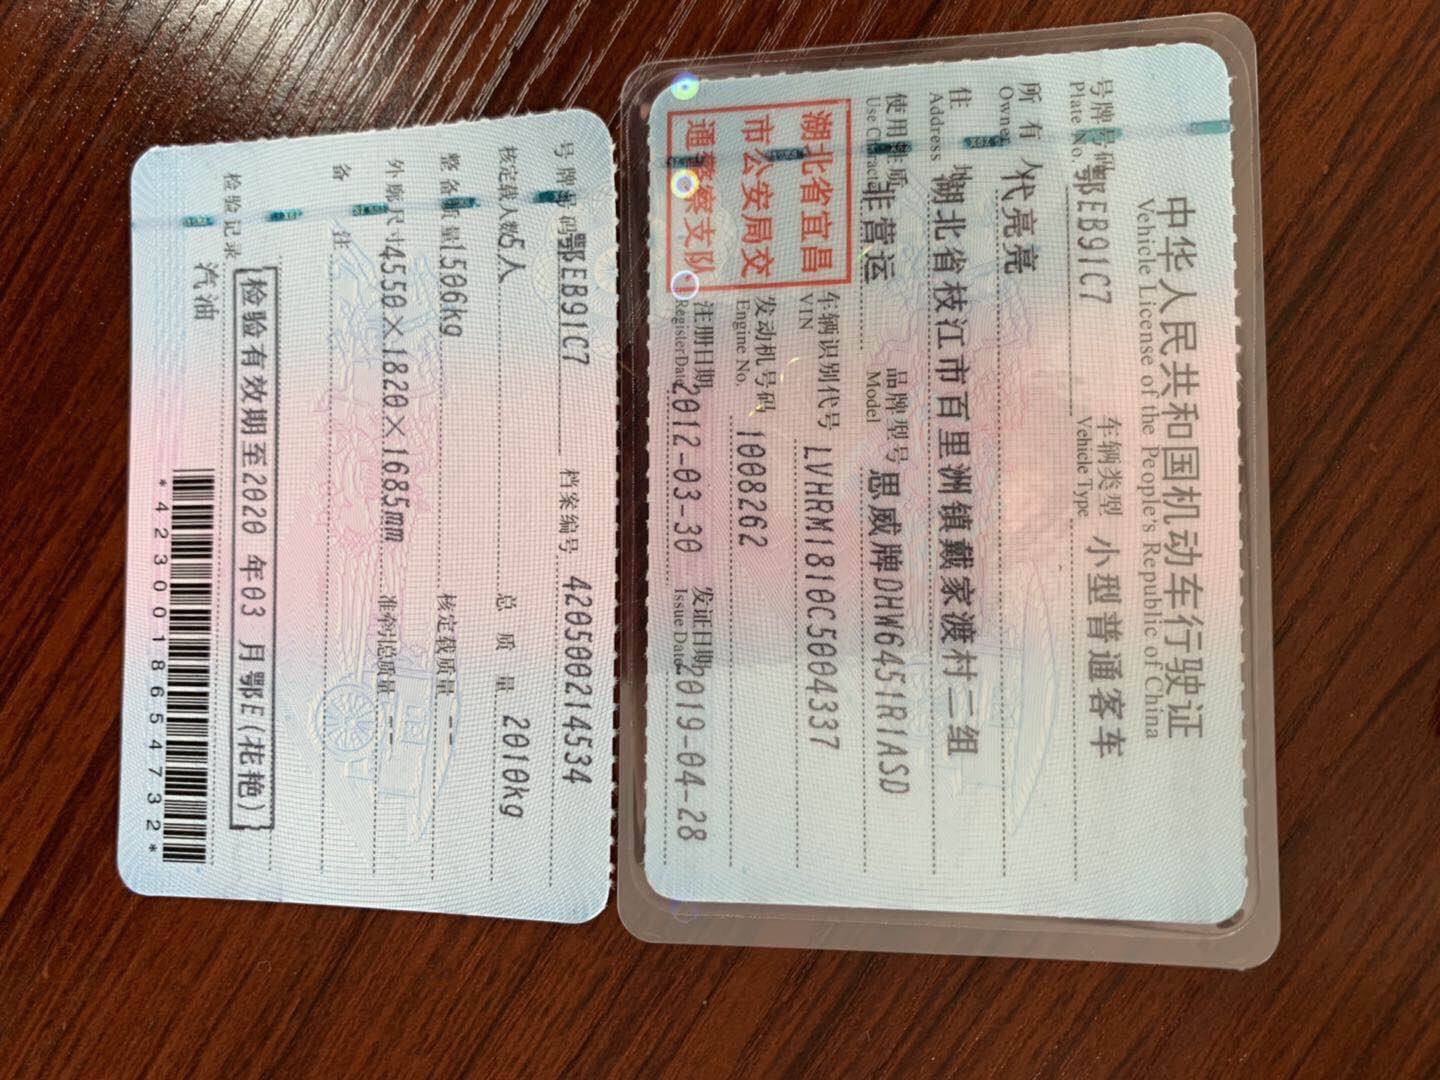 中华人民共和国机动车行驶证
Vehicle License of the People's Republic of China
号牌号码 鄂EB91C7 车辆类型 小型普通客车
Plate No. Vehicle Type
所有人 代亮亮
Owner
住址 湖北省枝江市百里洲镇戴家渡村二组
Address
使用性质 非营运 品牌型号 思威牌DHW6451R1ASD
Use Character Model
湖北省宜昌
市公安局交
通警察支队
车辆识别代号 LVHRM1810C5004337
VIN
发动机号码 1008262
Engine No.
注册日期 2012-03-30 发证日期 2019-04-28
Register Date Issue Date
号牌号码 鄂EB91C7 档案编号 420500214534
核定载人数 5人 总质量 2010kg
整备质量 1506kg 核定载质量 --
外廓尺寸 4550×1820×1685mm 准牵引总质量 --
备注
检验记录 检验有效期至2020 年03 月鄂E(花艳)
汽油
*4230018654732*